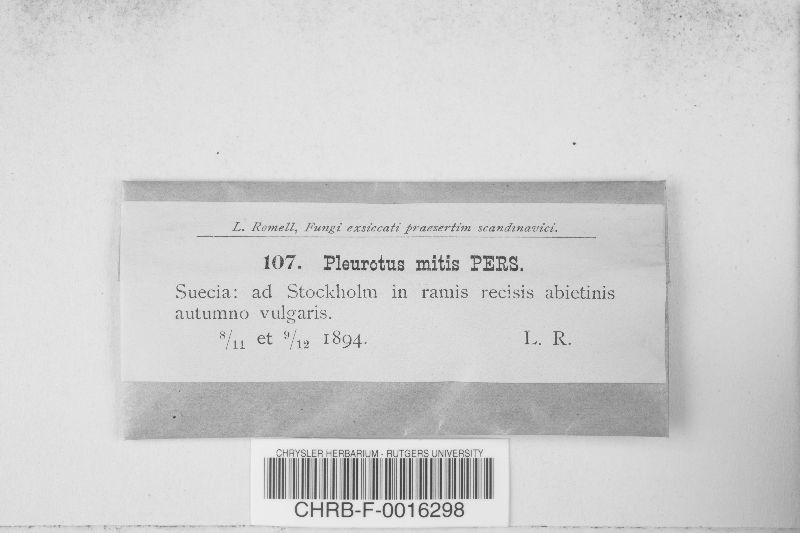 L. Romell, Fungi exsiccati praesertim scandinavici.
107. Pleurotus mitis PERS.
Suecia: ad Stockholm in ramis recisis abietinis
autumno vulgaris.
8/11 et 9/12 1894. L. R.
CHRYSLER HERBARIUM - RUTGERS UNIVERSITY
CHRB-F-0016298